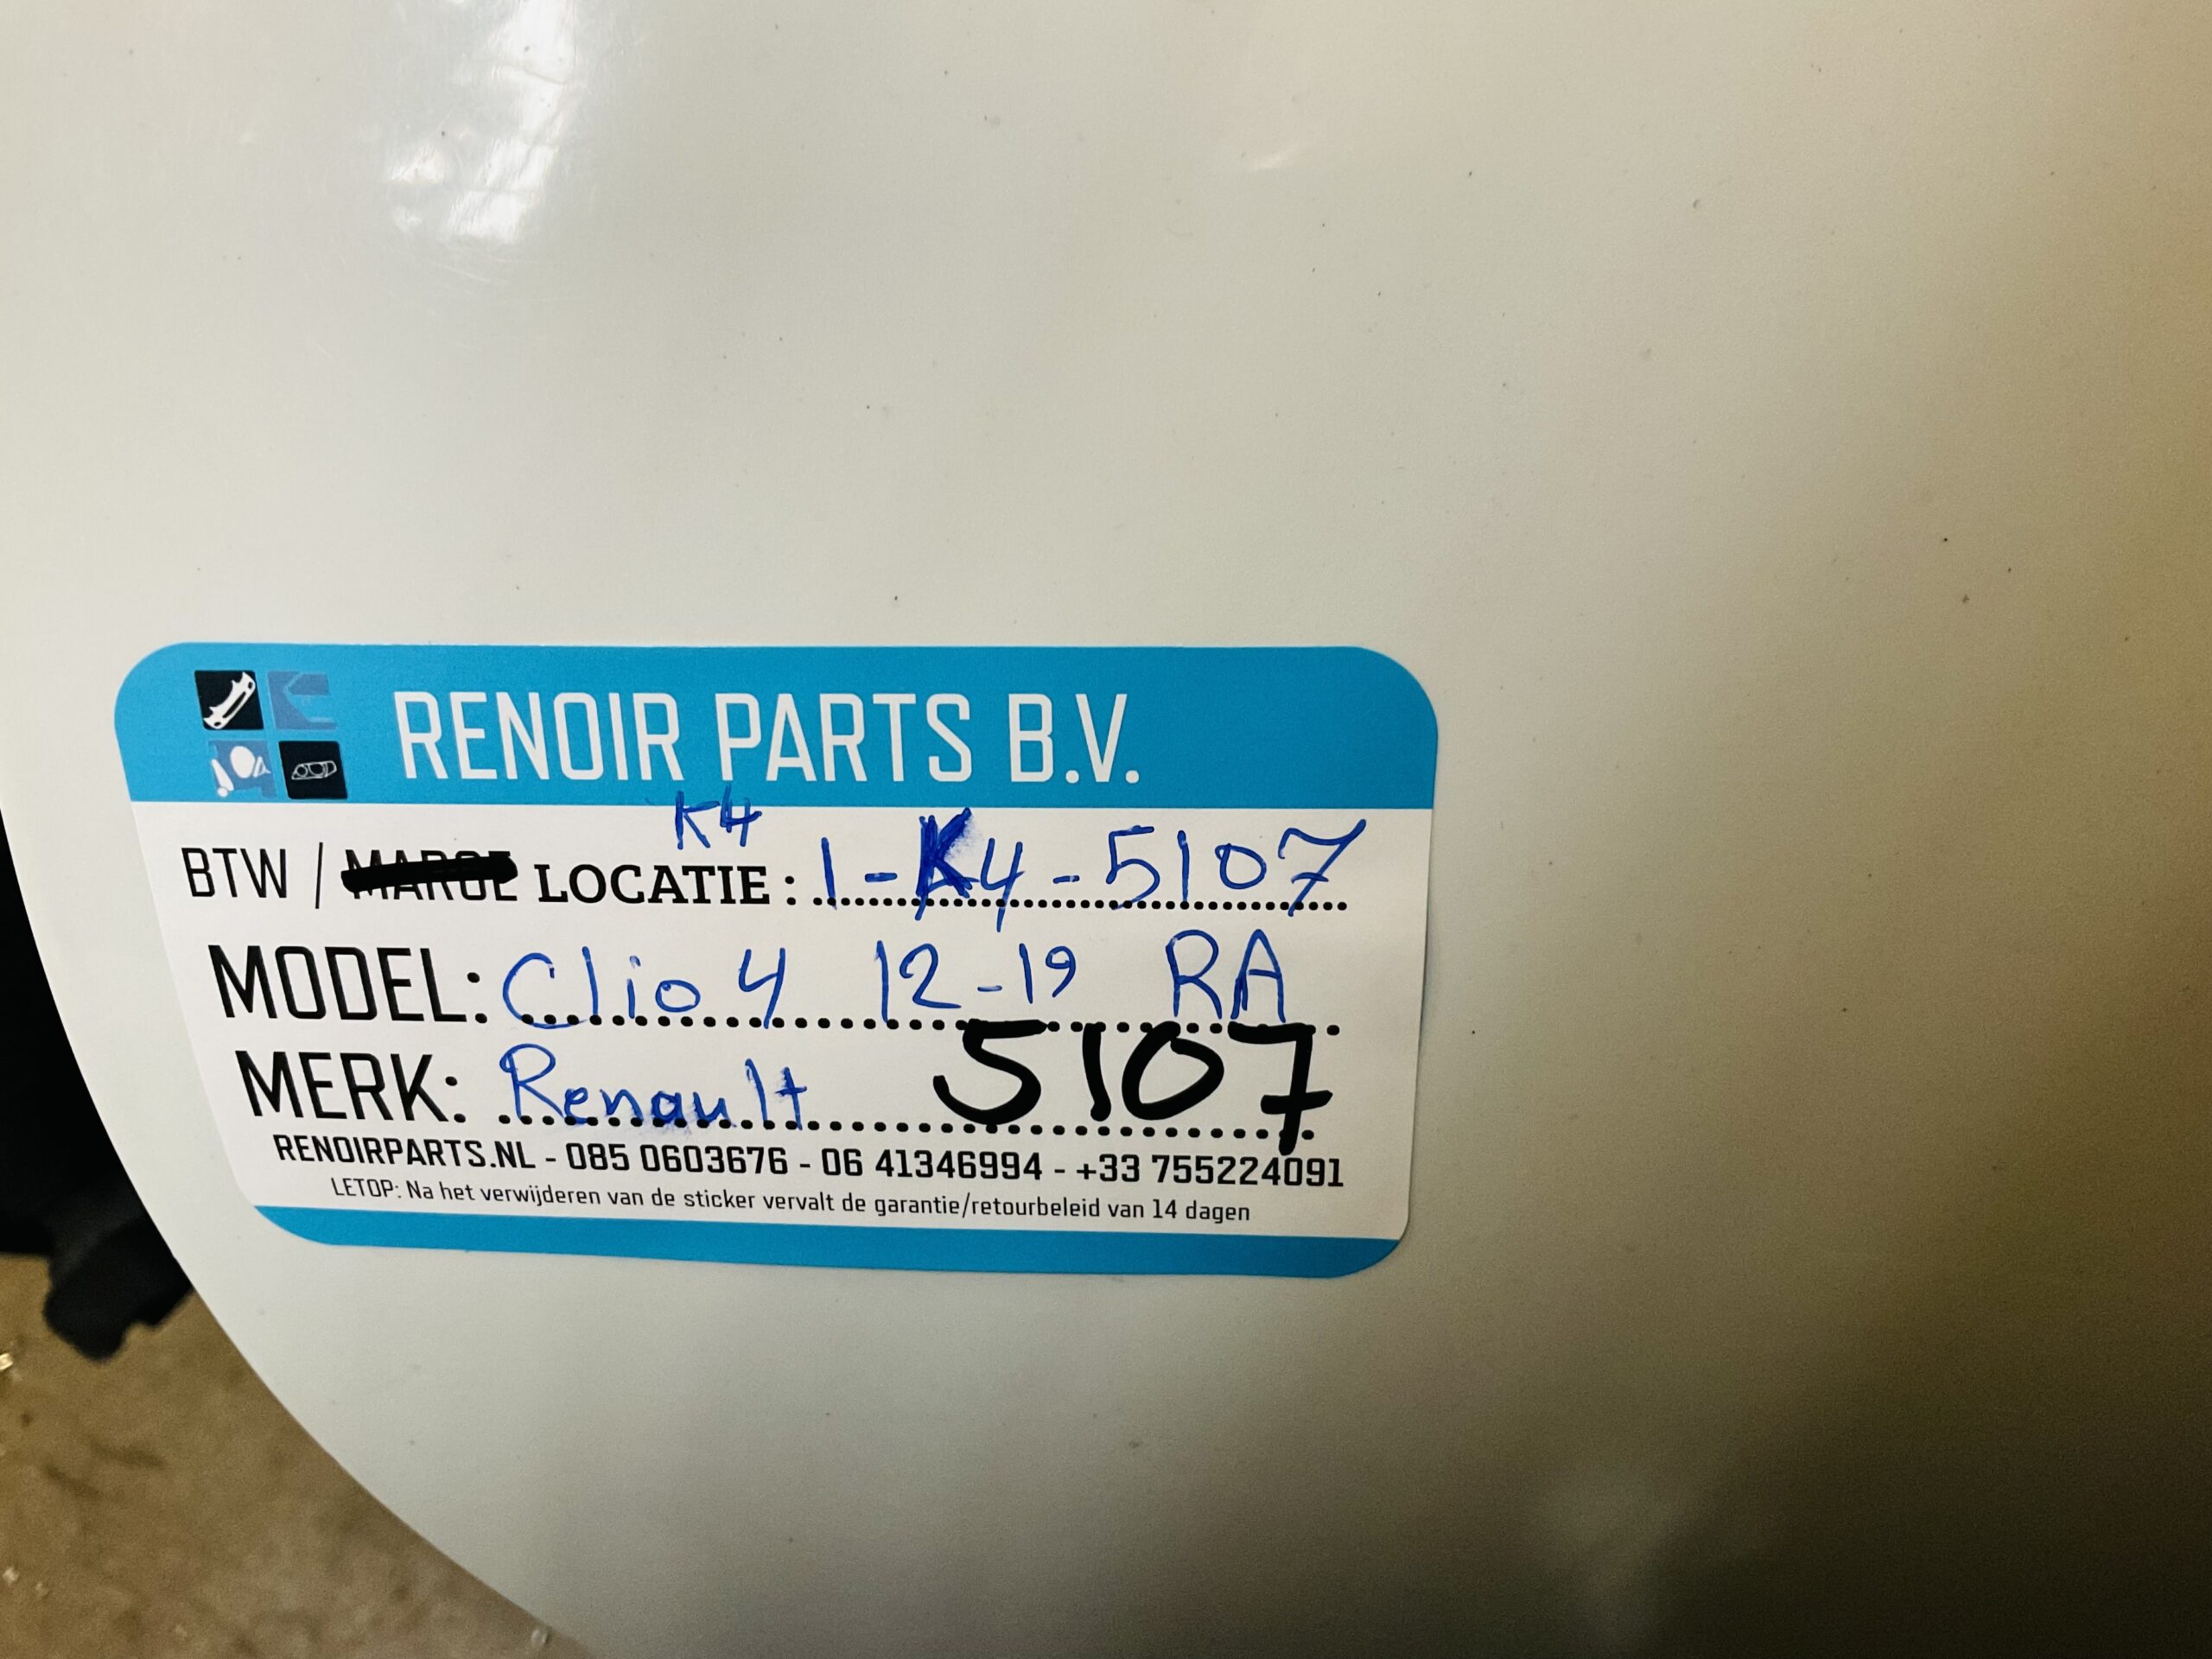 RENOIR PARTS B.V.
K4
BTW / MARGE LOCATIE : 1-K4-5107
MODEL: Clio 4 12-19 RA
MERK: Renault 5107
RENOIRPARTS.NL - 085 0603676 - 06 41346994 - +33 755224091
LETOP: Na het verwijderen van de sticker vervalt de garantie/retourbeleid van 14 dagen